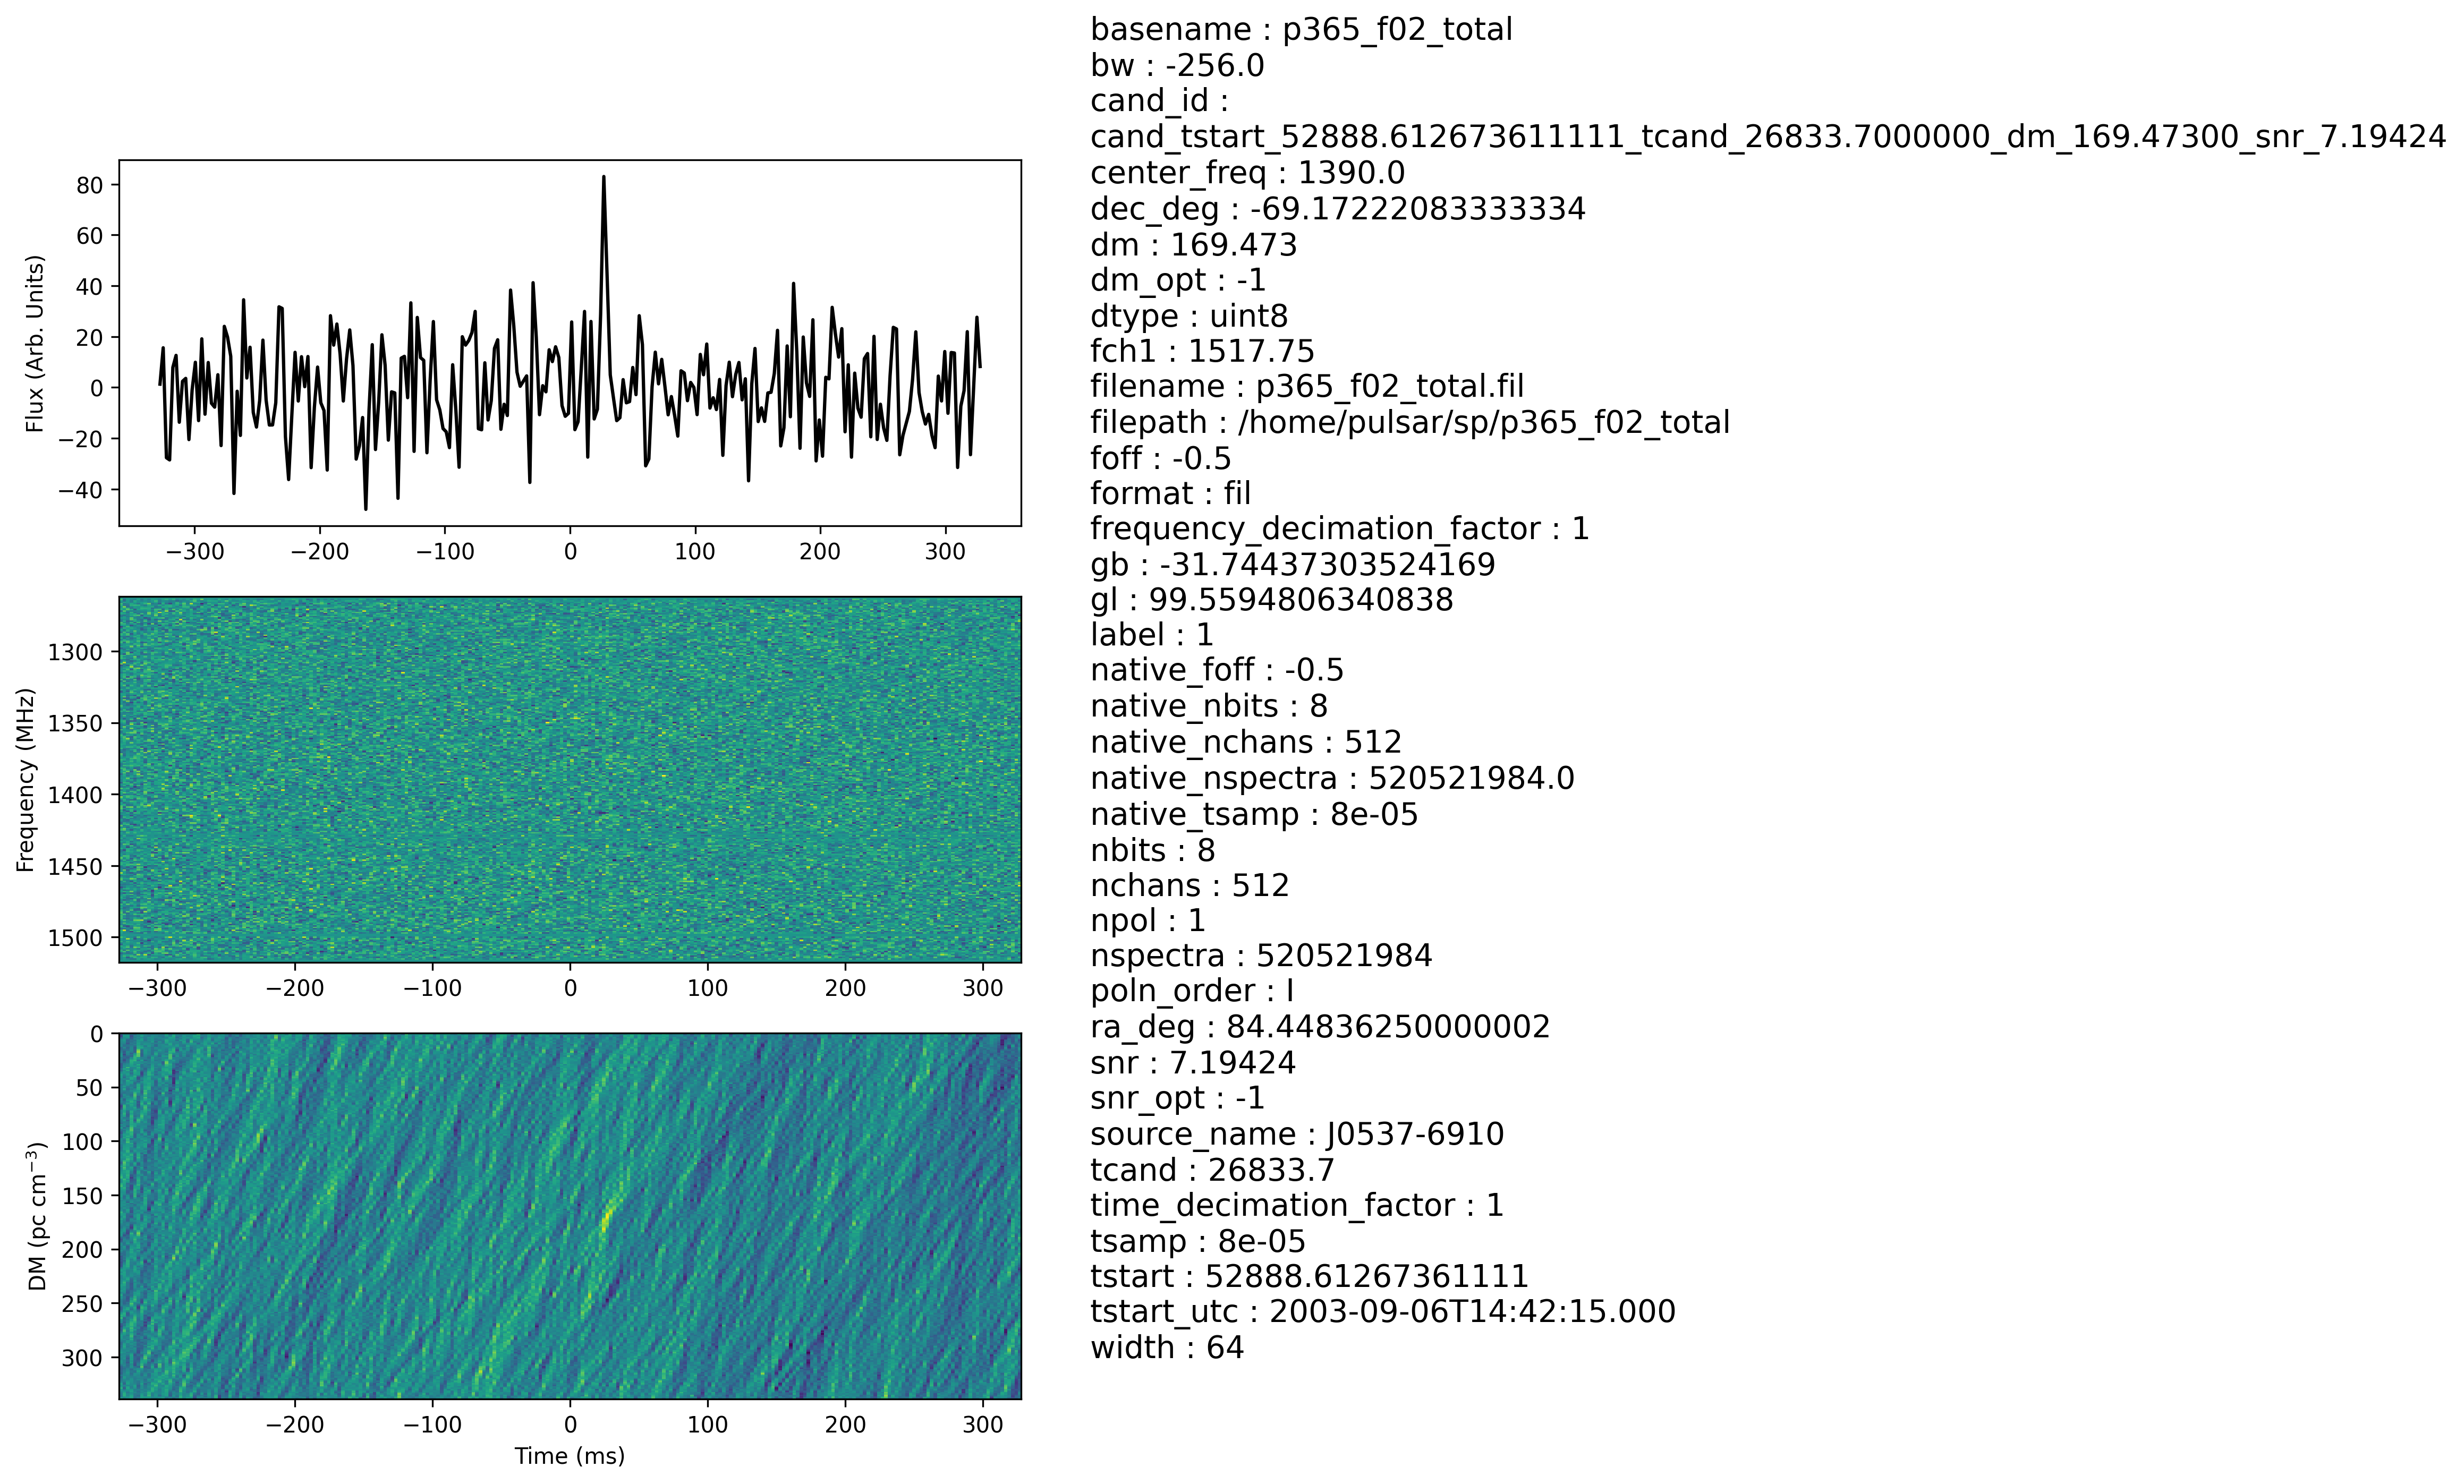 basename : p365_f02_total
bw : -256.0
cand_id :
cand_tstart_52888.612673611111_tcand_26833.7000000_dm_169.47300_snr_7.19424
center_freq : 1390.0
dec_deg : -69.17222083333334
dm : 169.473
dm_opt : -1
dtype : uint8
fch1 : 1517.75
filename : p365_f02_total.fil
filepath : /home/pulsar/sp/p365_f02_total
foff : -0.5
format : fil
frequency_decimation_factor : 1
gb : -31.74437303524169
gl : 99.5594806340838
label : 1
native_foff : -0.5
native_nbits : 8
native_nchans : 512
native_nspectra : 520521984.0
native_tsamp : 8e-05
nbits : 8
nchans : 512
npol : 1
nspectra : 520521984
poln_order : I
ra_deg : 84.44836250000002
snr : 7.19424
snr_opt : -1
source_name : J0537-6910
tcand : 26833.7
time_decimation_factor : 1
tsamp : 8e-05
tstart : 52888.61267361111
tstart_utc : 2003-09-06T14:42:15.000
width : 64
Flux (Arb. Units)
80
60
40
20
0
−20
−40
−300 −200 −100 0 100 200 300
Frequency (MHz)
1300
1350
1400
1450
1500
−300 −200 −100 0 100 200 300
DM (pc cm⁻³)
0
50
100
150
200
250
300
−300 −200 −100 0 100 200 300
Time (ms)